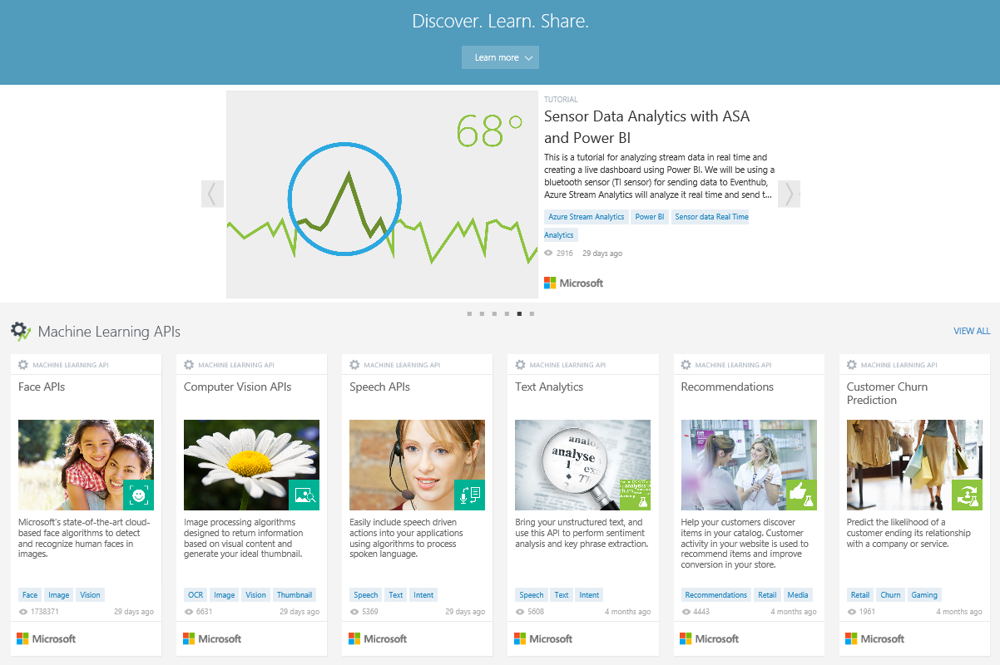 Discover. Learn. Share.
Learn more
68°
TUTORIAL
Sensor Data Analytics with ASA
and Power BI
This is a tutorial for analyzing stream data in real time and
creating a live dashboard using Power BI. We will be using a
bluetooth sensor (TI sensor) for sending data to Eventhub,
Azure Stream Analytics will analyze it real time and send t...
Azure Stream Analytics Power BI Sensor data Real Time
Analytics
2916 29 days ago
Microsoft
Machine Learning APIs
VIEW ALL
MACHINE LEARNING API
Face APIs
Microsoft's state-of-the-art cloud-
based face algorithms to detect
and recognize human faces in
images.
Face Image Vision
1738371 29 days ago
Microsoft
MACHINE LEARNING API
Computer Vision APIs
Image processing algorithms
designed to return information
based on visual content and
generate your ideal thumbnail.
OCR Image Vision Thumbnail
6631 29 days ago
Microsoft
MACHINE LEARNING API
Speech APIs
Easily include speech driven
actions into your applications
using algorithms to process
spoken language.
Speech Text Intent
5369 29 days ago
Microsoft
MACHINE LEARNING API
Text Analytics
analyse
Bring your unstructured text, and
use this API to perform sentiment
analysis and key phrase extraction.
Speech Text Intent
5608 4 months ago
Microsoft
MACHINE LEARNING API
Recommendations
Help your customers discover
items in your catalog. Customer
activity in your website is used to
recommend items and improve
conversion in your store.
Recommendations Retail Media
4443 4 months ago
Microsoft
MACHINE LEARNING API
Customer Churn
Prediction
Predict the likelihood of a
customer ending its relationship
with a company or service.
Retail Churn Gaming
1961 4 months ago
Microsoft